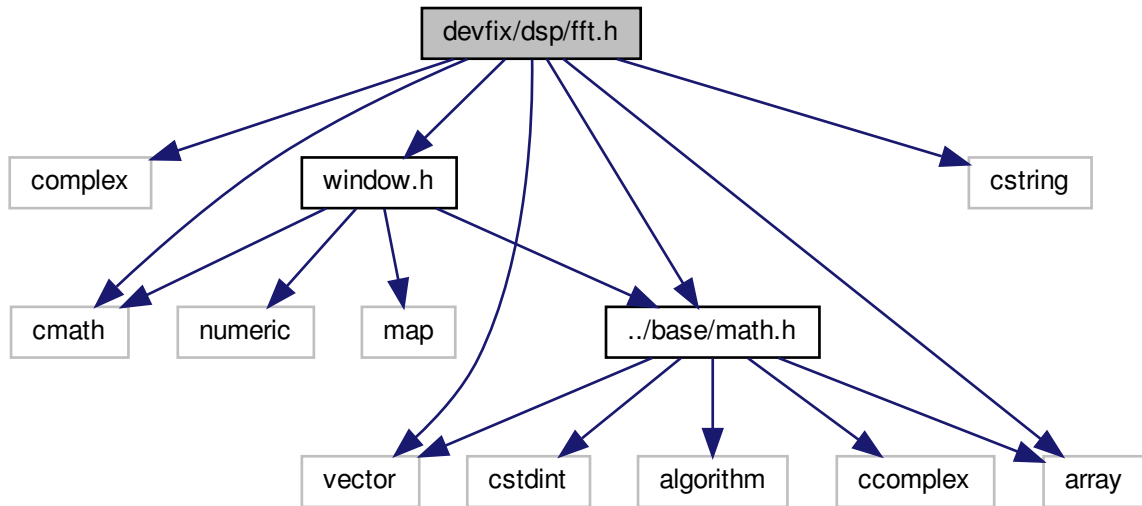 devfix/dsp/fft.h
complex
window.h
cstring
cmath
numeric
map
../base/math.h
vector
cstdint
algorithm
ccomplex
array